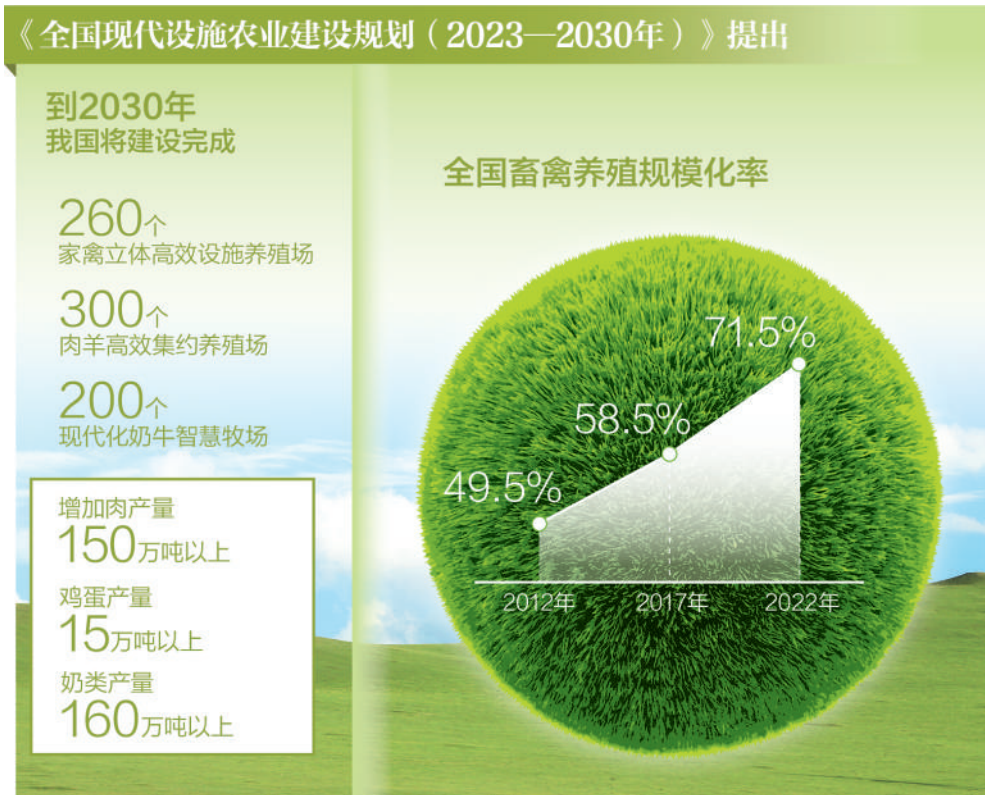 《全国现代设施农业建设规划(2023—2030年)》提出
到2030年
我国将建设完成
260个
家禽立体高效设施养殖场
300个
肉羊高效集约养殖场
200个
现代化奶牛智慧牧场
增加肉产量
150万吨以上
鸡蛋产量
15万吨以上
奶类产量
160万吨以上
全国畜禽养殖规模化率
71.5%
58.5%
49.5%
2012年 2017年 2022年